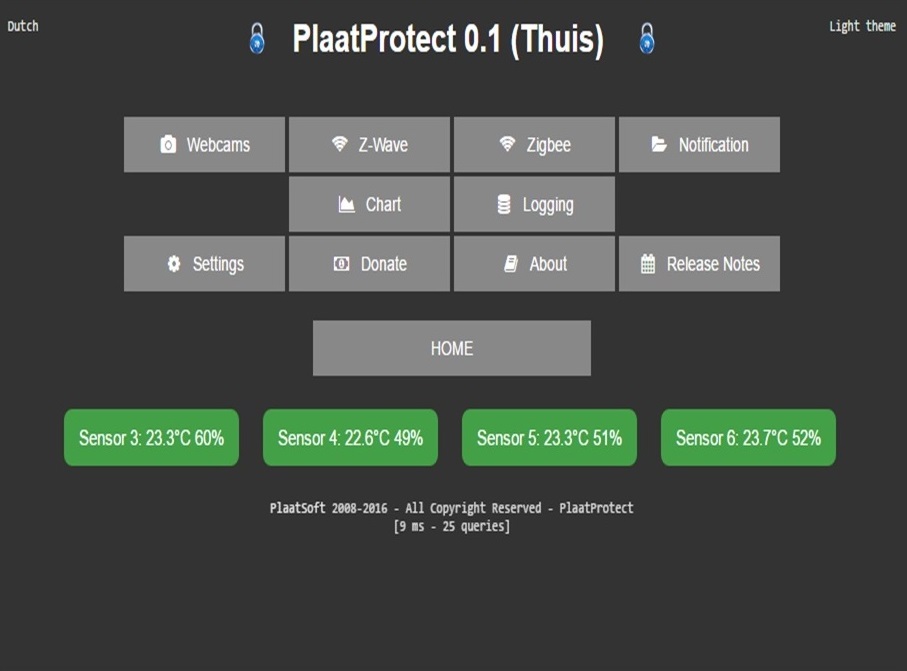 Dutch
PlaatProtect 0.1 (Thuis)
Light theme
Webcams
Z-Wave
Zigbee
Notification
Chart
Logging
Settings
Donate
About
Release Notes
HOME
Sensor 3: 23.3°C 60%
Sensor 4: 22.6°C 49%
Sensor 5: 23.3°C 51%
Sensor 6: 23.7°C 52%
PlaatSoft 2008-2016 - All Copyright Reserved - PlaatProtect
[9 ms - 25 queries]